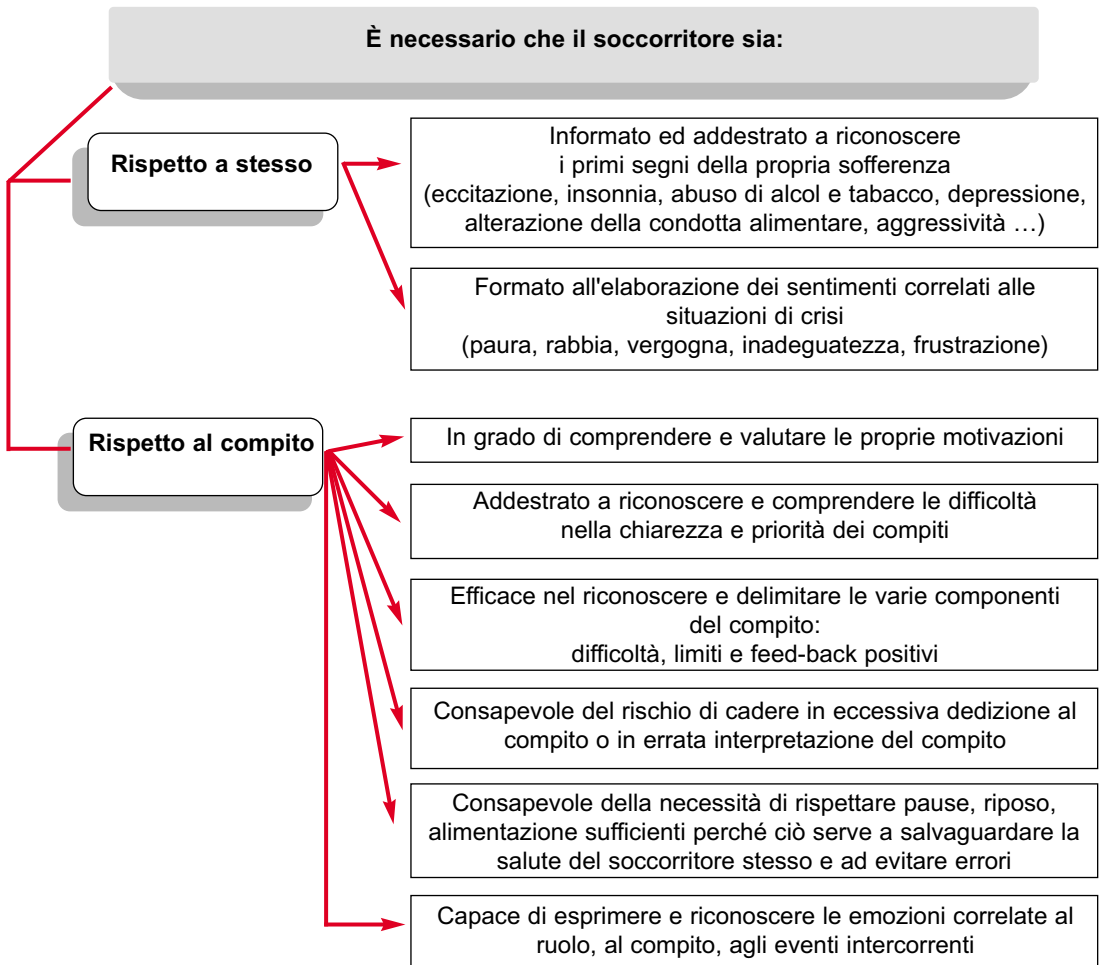 È necessario che il soccorritore sia:
Rispetto a stesso
Informato ed addestrato a riconoscere
i primi segni della propria sofferenza
(eccitazione, insonnia, abuso di alcol e tabacco, depressione,
alterazione della condotta alimentare, aggressività …)
Formato all'elaborazione dei sentimenti correlati alle
situazioni di crisi
(paura, rabbia, vergogna, inadeguatezza, frustrazione)
Rispetto al compito
In grado di comprendere e valutare le proprie motivazioni
Addestrato a riconoscere e comprendere le difficoltà
nella chiarezza e priorità dei compiti
Efficace nel riconoscere e delimitare le varie componenti
del compito:
difficoltà, limiti e feed-back positivi
Consapevole del rischio di cadere in eccessiva dedizione al
compito o in errata interpretazione del compito
Consapevole della necessità di rispettare pause, riposo,
alimentazione sufficienti perché ciò serve a salvaguardare la
salute del soccorritore stesso e ad evitare errori
Capace di esprimere e riconoscere le emozioni correlate al
ruolo, al compito, agli eventi intercorrenti